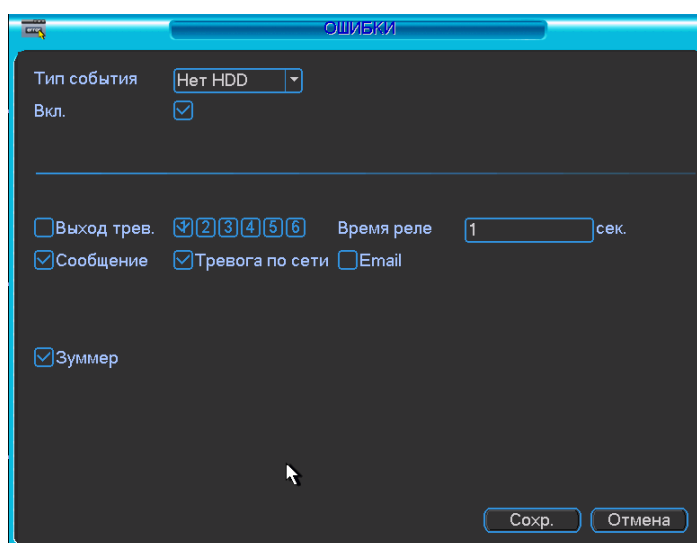 ОШИБКИ
Тип события Нет HDD
Вкл.
Выход трев. 1 2 3 4 5 6 Время реле 1 сек.
Сообщение Тревога по сети Email
Зуммер
Сохр. Отмена